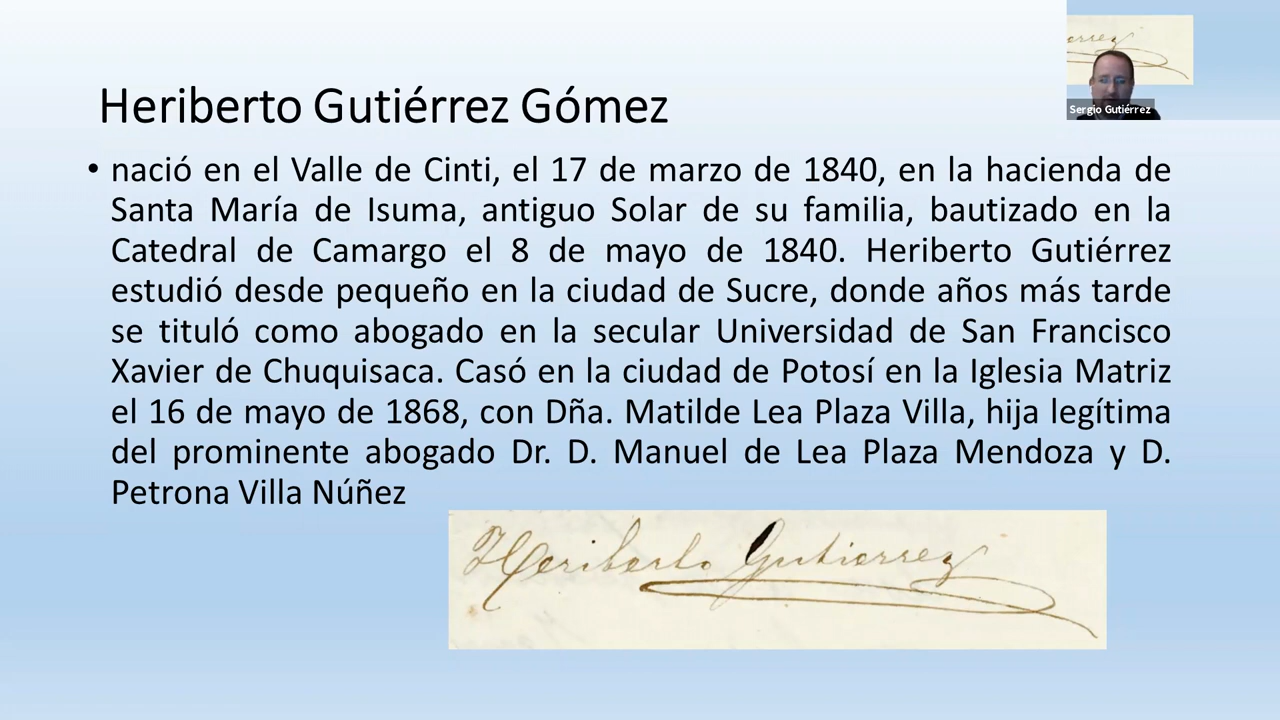 Heriberto Gutiérrez Gómez
• nació en el Valle de Cinti, el 17 de marzo de 1840, en la hacienda de
Santa María de Isuma, antiguo Solar de su familia, bautizado en la
Catedral de Camargo el 8 de mayo de 1840. Heriberto Gutiérrez
estudió desde pequeño en la ciudad de Sucre, donde años más tarde
se tituló como abogado en la secular Universidad de San Francisco
Xavier de Chuquisaca. Casó en la ciudad de Potosí en la Iglesia Matriz
el 16 de mayo de 1868, con Dña. Matilde Lea Plaza Villa, hija legítima
del prominente abogado Dr. D. Manuel de Lea Plaza Mendoza y D.
Petrona Villa Núñez
Heriberto Gutierrez
Sergio Gutiérrez